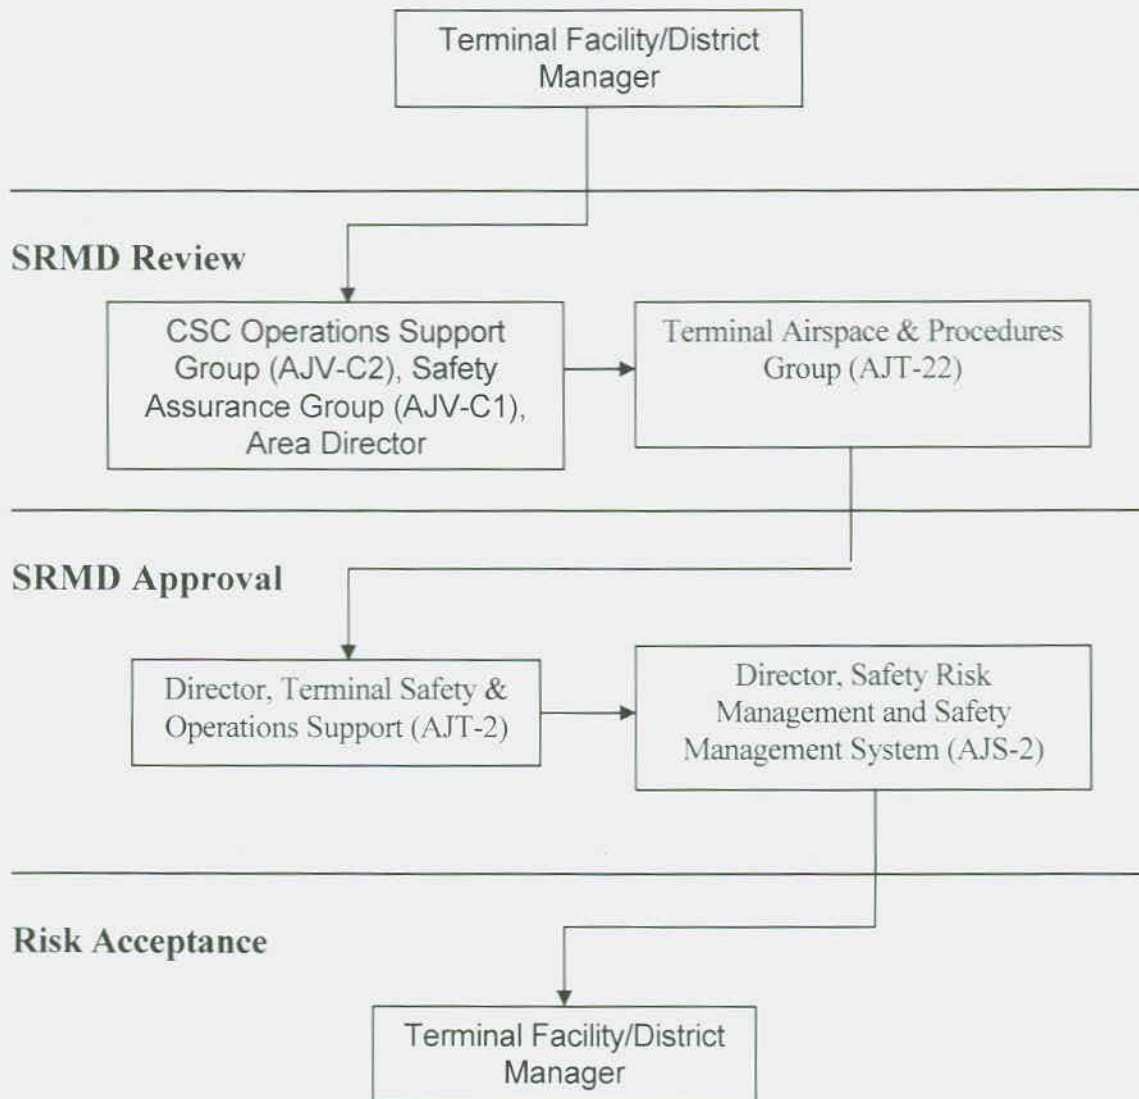 Terminal Facility/District
Manager
SRMD Review
CSC Operations Support
Group (AJV-C2), Safety
Assurance Group (AJV-C1),
Area Director
Terminal Airspace & Procedures
Group (AJT-22)
SRMD Approval
Director, Terminal Safety &
Operations Support (AJT-2)
Director, Safety Risk
Management and Safety
Management System (AJS-2)
Risk Acceptance
Terminal Facility/District
Manager